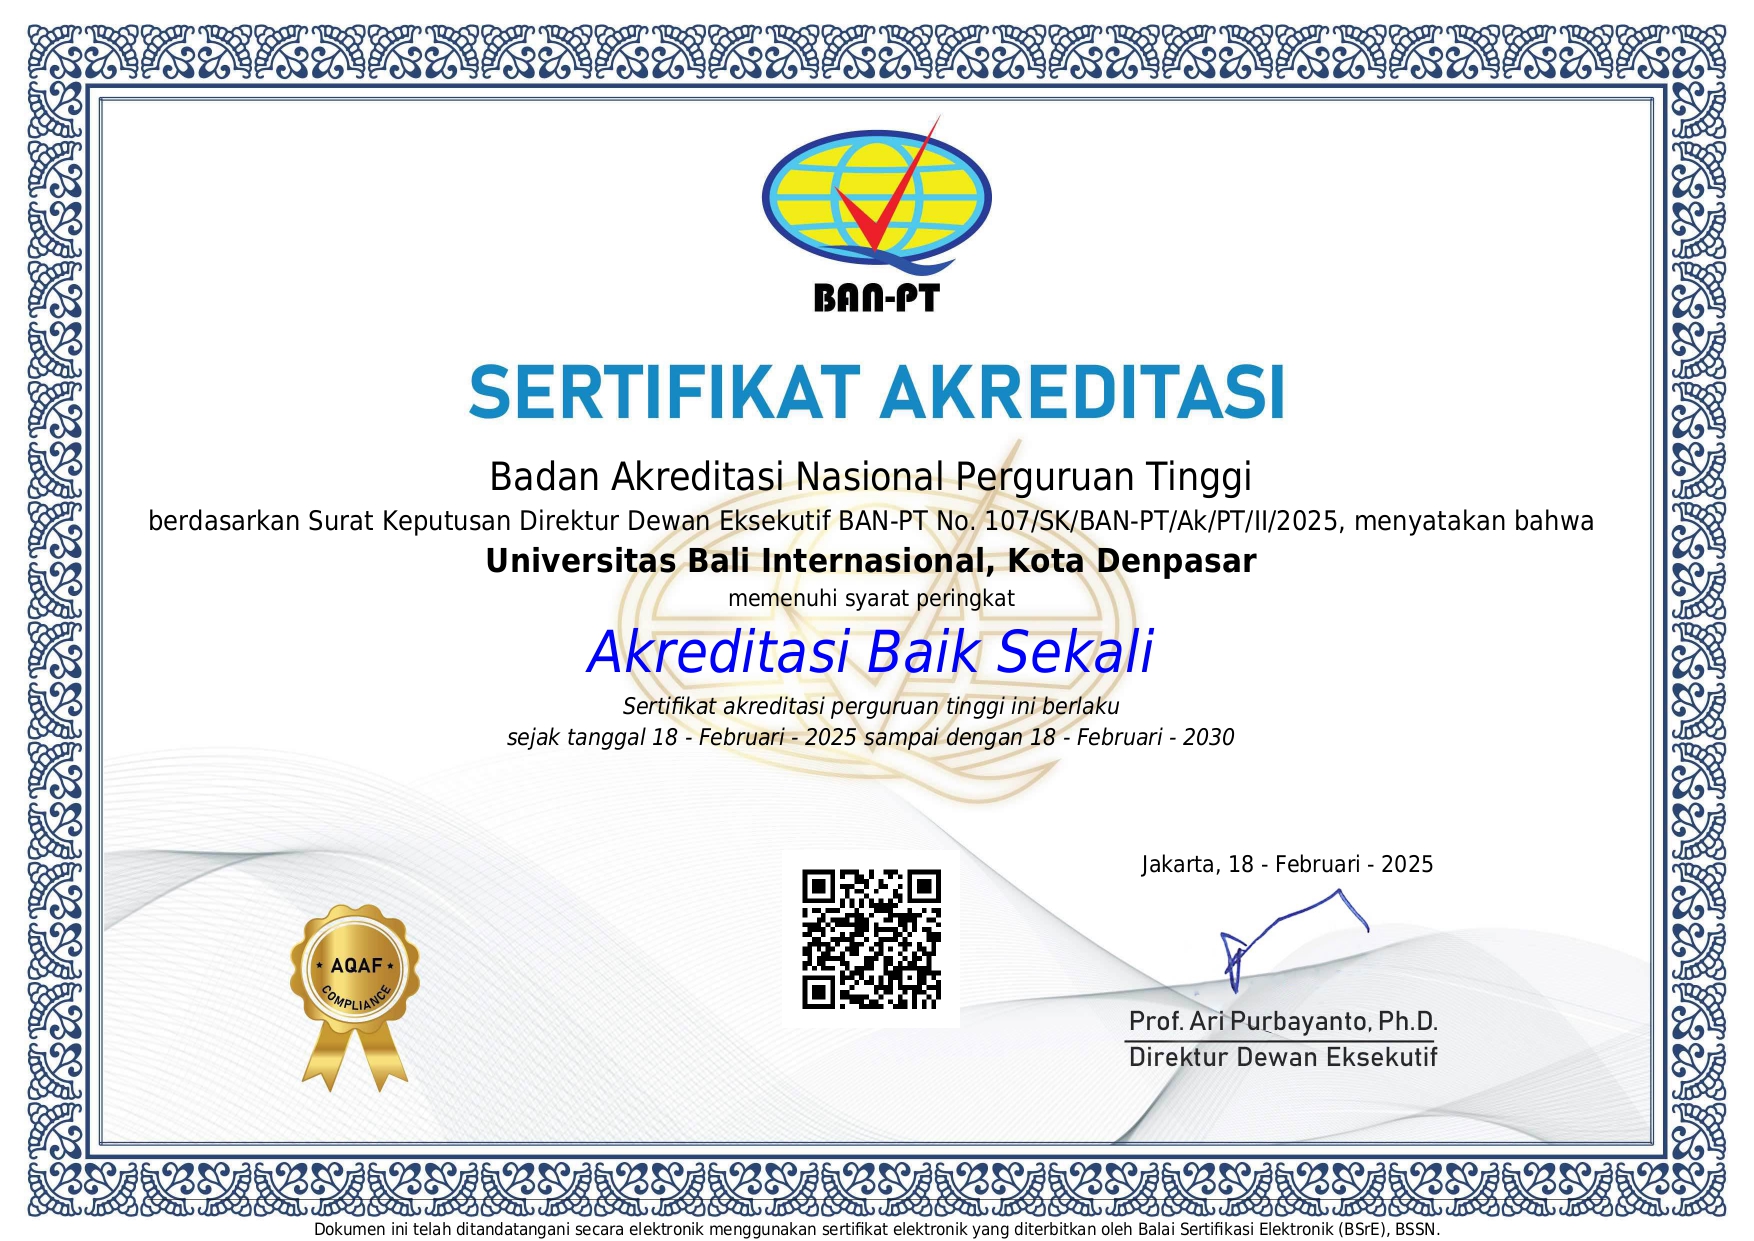 BAN-PT
SERTIFIKAT AKREDITASI
Badan Akreditasi Nasional Perguruan Tinggi
berdasarkan Surat Keputusan Direktur Dewan Eksekutif BAN-PT No. 107/SK/BAN-PT/Ak/PT/II/2025, menyatakan bahwa
Universitas Bali Internasional, Kota Denpasar
memenuhi syarat peringkat
Akreditasi Baik Sekali
Sertifikat akreditasi perguruan tinggi ini berlaku
sejak tanggal 18 - Februari - 2025 sampai dengan 18 - Februari - 2030
Jakarta, 18 - Februari - 2025
AQAF
COMPLIANCE
Prof. Ari Purbayanto, Ph.D.
Direktur Dewan Eksekutif
Dokumen ini telah ditandatangani secara elektronik menggunakan sertifikat elektronik yang diterbitkan oleh Balai Sertifikasi Elektronik (BSrE), BSSN.